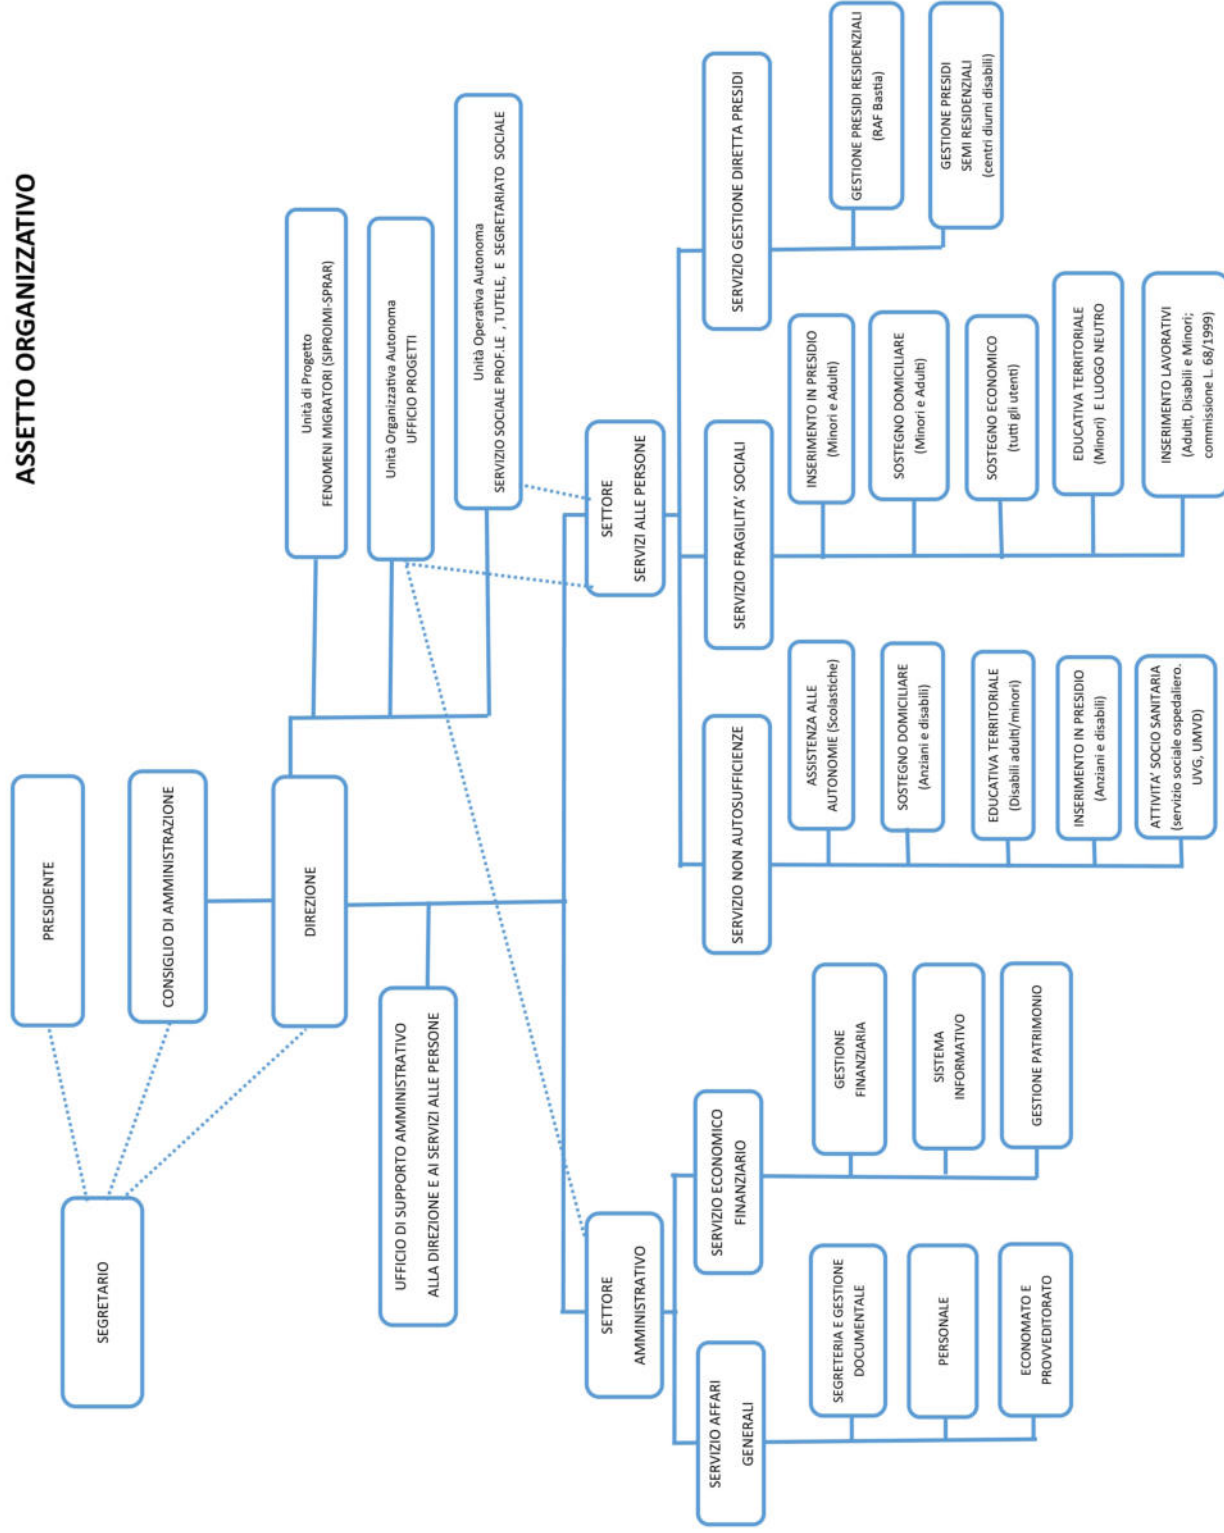 ASSETTO ORGANIZZATIVO
PRESIDENTE
SEGRETARIO
CONSIGLIO DI AMMINISTRAZIONE
DIREZIONE
Unità di Progetto
FENOMENI MIGRATORI (SIPROIMI-SPRAR)
Unità Organizzativa Autonoma
UFFICIO PROGETTI
Unità Operativa Autonoma
SERVIZIO SOCIALE PROF.LE , TUTELE, E SEGRETARIATO SOCIALE
UFFICIO DI SUPPORTO AMMINISTRATIVO
ALLA DIREZIONE E AI SERVIZI ALLE PERSONE
SETTORE
AMMINISTRATIVO
SETTORE
SERVIZI ALLE PERSONE
SERVIZIO AFFARI
GENERALI
SEGRETERIA E GESTIONE
DOCUMENTALE
PERSONALE
ECONOMATO E
PROVVEDITORATO
SERVIZIO ECONOMICO
FINANZIARIO
GESTIONE
FINANZIARIA
SISTEMA
INFORMATIVO
GESTIONE PATRIMONIO
SERVIZIO NON AUTOSUFFICIENZE
ASSISTENZA ALLE
AUTONOMIE (Scolastiche)
SOSTEGNO DOMICILIARE
(Anziani e disabili)
EDUCATIVA TERRITORIALE
(Disabili adulti/minori)
INSERIMENTO IN PRESIDIO
(Anziani e disabili)
ATTIVITA' SOCIO SANITARIA
(servizio sociale ospedaliero.
UVG, UMVD)
SERVIZIO FRAGILITA' SOCIALI
INSERIMENTO IN PRESIDIO
(Minori e Adulti)
SOSTEGNO DOMICILIARE
(Minori e Adulti)
SOSTEGNO ECONOMICO
(tutti gli utenti)
EDUCATIVA TERRITORIALE
(Minori) E LUOGO NEUTRO
INSERIMENTO LAVORATIVI
(Adulti, Disabili e Minori;
commissione L. 68/1999)
SERVIZIO GESTIONE DIRETTA PRESIDI
GESTIONE PRESIDI RESIDENZIALI
(RAF Bastia)
GESTIONE PRESIDI
SEMI RESIDENZIALI
(centri diurni disabili)